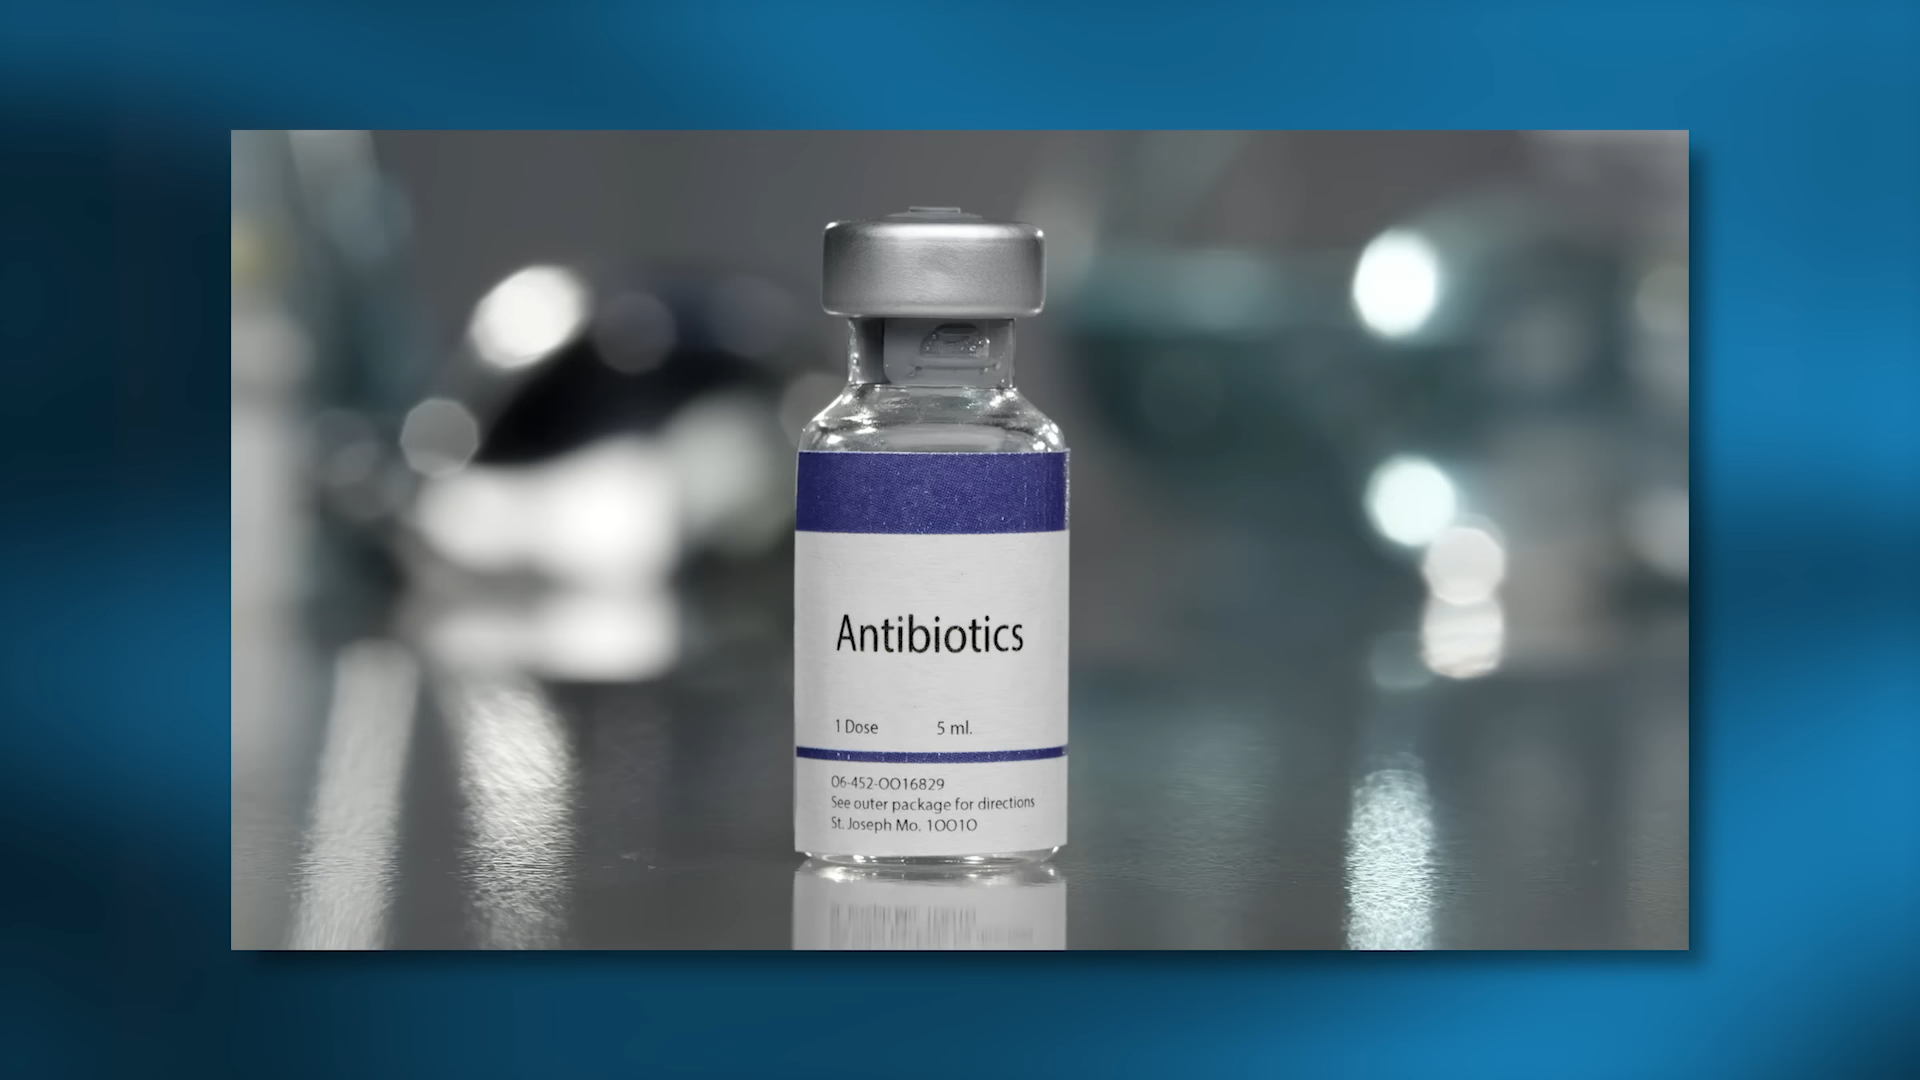 Antibiotics
1 Dose 5 ml.
06-452-0016829
See outer package for directions
St. Joseph Mo. 10010